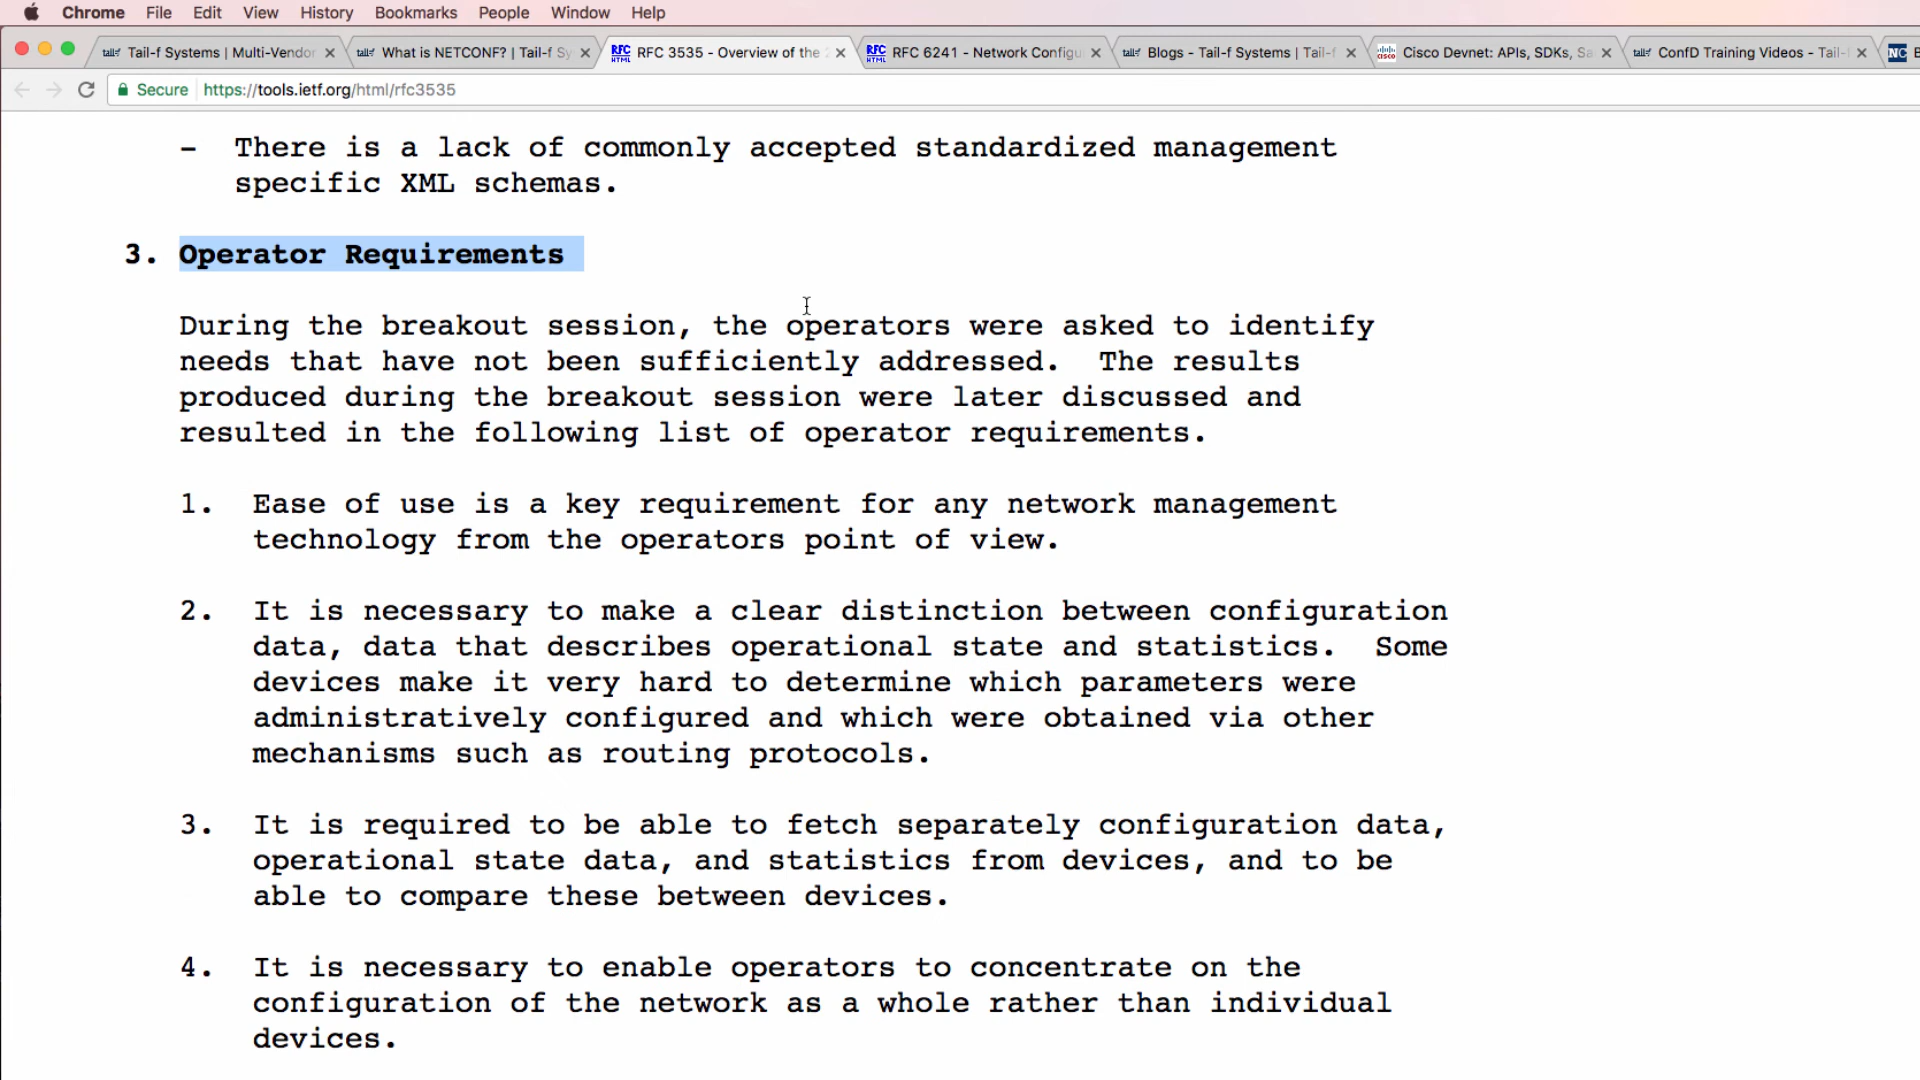 Chrome File Edit View History Bookmarks People Window Help
Tail-f Systems | Multi-Vendor What is NETCONF? | Tail-f Sy RFC 3535 - Overview of the 2 RFC 6241 - Network Configu Blogs - Tail-f Systems | Tail-f Cisco Devnet: APIs, SDKs, Sa ConfD Training Videos - Tail-f NC
Secure https://tools.ietf.org/html/rfc3535
- There is a lack of commonly accepted standardized management
specific XML schemas.
3. Operator Requirements
During the breakout session, the operators were asked to identify
needs that have not been sufficiently addressed. The results
produced during the breakout session were later discussed and
resulted in the following list of operator requirements.
1. Ease of use is a key requirement for any network management
technology from the operators point of view.
2. It is necessary to make a clear distinction between configuration
data, data that describes operational state and statistics. Some
devices make it very hard to determine which parameters were
administratively configured and which were obtained via other
mechanisms such as routing protocols.
3. It is required to be able to fetch separately configuration data,
operational state data, and statistics from devices, and to be
able to compare these between devices.
4. It is necessary to enable operators to concentrate on the
configuration of the network as a whole rather than individual
devices.